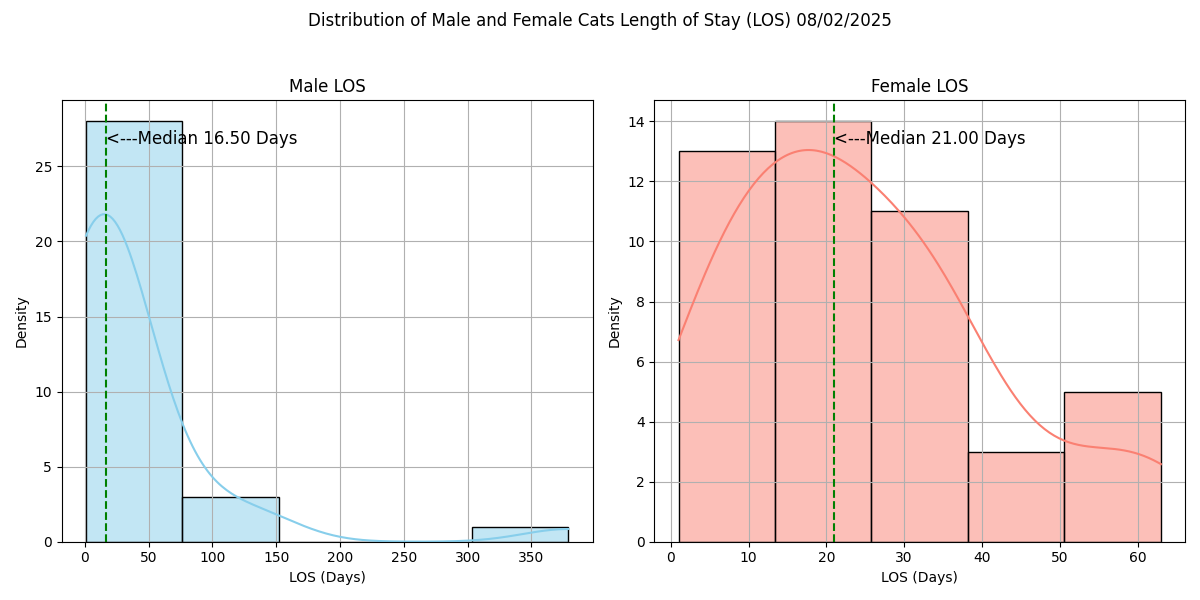 Distribution of Male and Female Cats Length of Stay (LOS) 08/02/2025
Male LOS
Density
25
20
15
10
5
0
<---Median 16.50 Days
0 50 100 150 200 250 300 350
LOS (Days)
Female LOS
Density
14
12
10
8
6
4
2
0
<---Median 21.00 Days
0 10 20 30 40 50 60
LOS (Days)